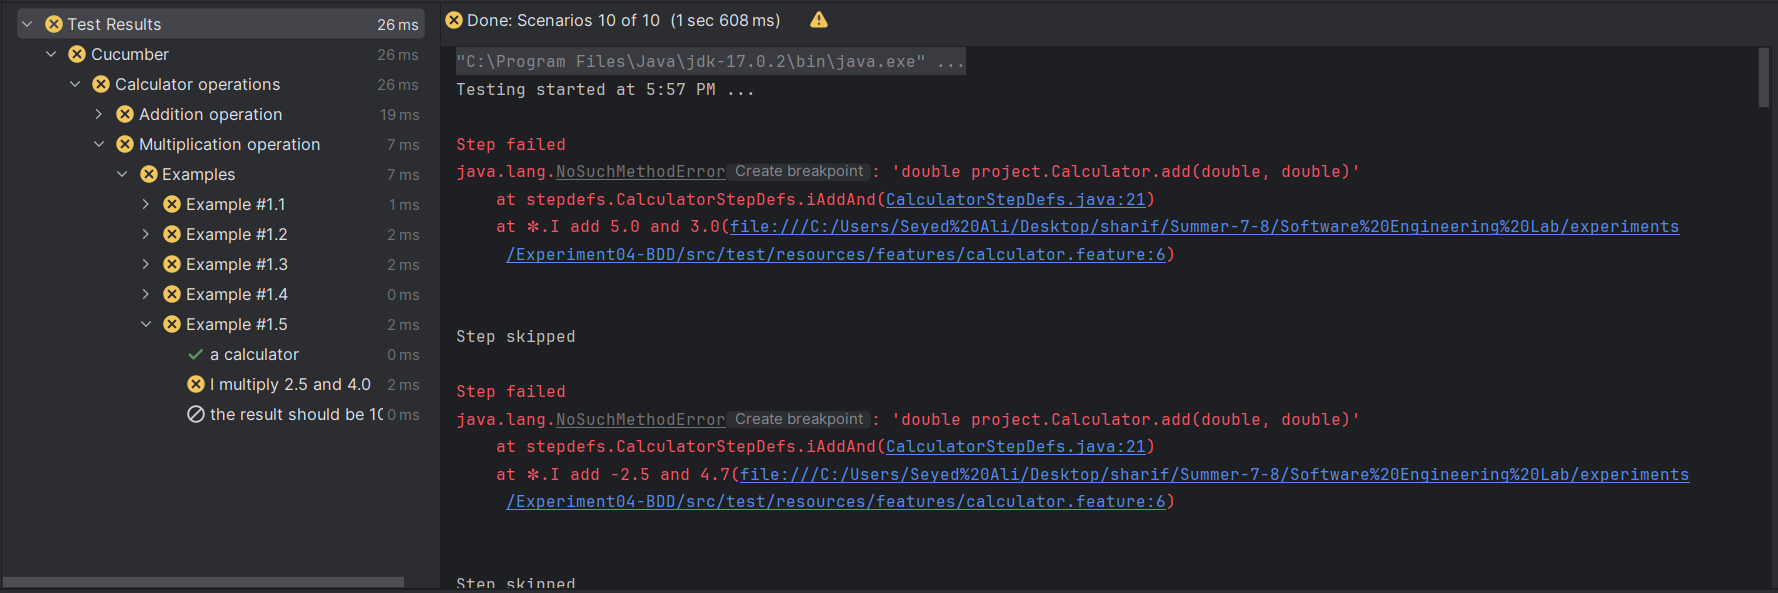 Test Results 26 ms
Cucumber 26 ms
Calculator operations 26 ms
Addition operation 19 ms
Multiplication operation 7 ms
Examples 7 ms
Example #1.1 1 ms
Example #1.2 2 ms
Example #1.3 2 ms
Example #1.4 0 ms
Example #1.5 2 ms
a calculator 0 ms
I multiply 2.5 and 4.0 2 ms
the result should be 10 0 ms
Done: Scenarios 10 of 10 (1 sec 608 ms)
"C:\Program Files\Java\jdk-17.0.2\bin\java.exe" ...
Testing started at 5:57 PM ...
Step failed
java.lang.NoSuchMethodError Create breakpoint : 'double project.Calculator.add(double, double)'
at stepdefs.CalculatorStepDefs.iAddAnd(CalculatorStepDefs.java:21)
at ✻.I add 5.0 and 3.0(file:///C:/Users/Seyed%20Ali/Desktop/sharif/Summer-7-8/Software%20Engineering%20Lab/experiments
/Experiment04-BDD/src/test/resources/features/calculator.feature:6)
Step skipped
Step failed
java.lang.NoSuchMethodError Create breakpoint : 'double project.Calculator.add(double, double)'
at stepdefs.CalculatorStepDefs.iAddAnd(CalculatorStepDefs.java:21)
at ✻.I add -2.5 and 4.7(file:///C:/Users/Seyed%20Ali/Desktop/sharif/Summer-7-8/Software%20Engineering%20Lab/experiments
/Experiment04-BDD/src/test/resources/features/calculator.feature:6)
Step skipped